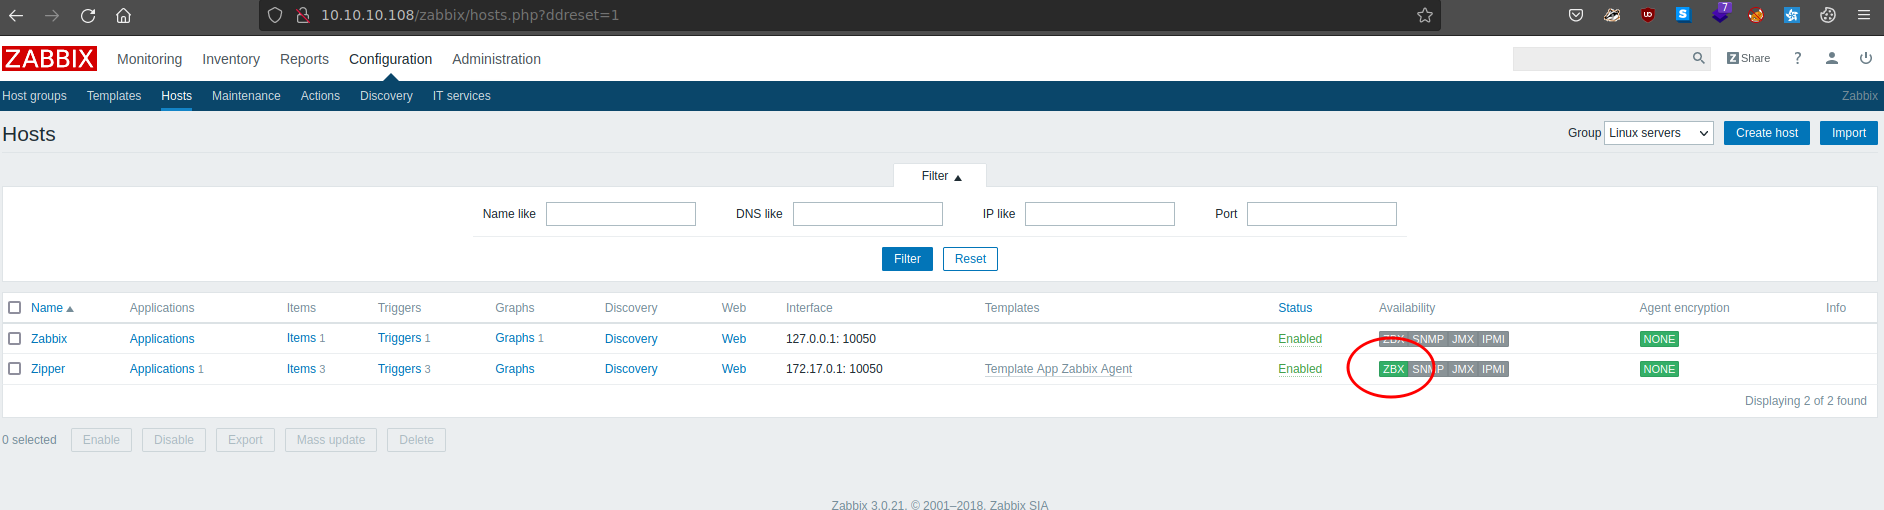 10.10.10.108/zabbix/hosts.php?ddreset=1
7
ZABBIX Monitoring Inventory Reports Configuration Administration Z Share ?
Host groups Templates Hosts Maintenance Actions Discovery IT services Zabbix
Hosts Group Linux servers Create host Import
Filter
Name like DNS like IP like Port
Filter Reset
Name Applications Items Triggers Graphs Discovery Web Interface Templates Status Availability Agent encryption Info
Zabbix Applications Items 1 Triggers 1 Graphs 1 Discovery Web 127.0.0.1: 10050 Enabled ZBX SNMP JMX IPMI NONE
Zipper Applications 1 Items 3 Triggers 3 Graphs Discovery Web 172.17.0.1: 10050 Template App Zabbix Agent Enabled ZBX SNMP JMX IPMI NONE
Displaying 2 of 2 found
0 selected Enable Disable Export Mass update Delete
Zabbix 3.0.21. © 2001–2018, Zabbix SIA